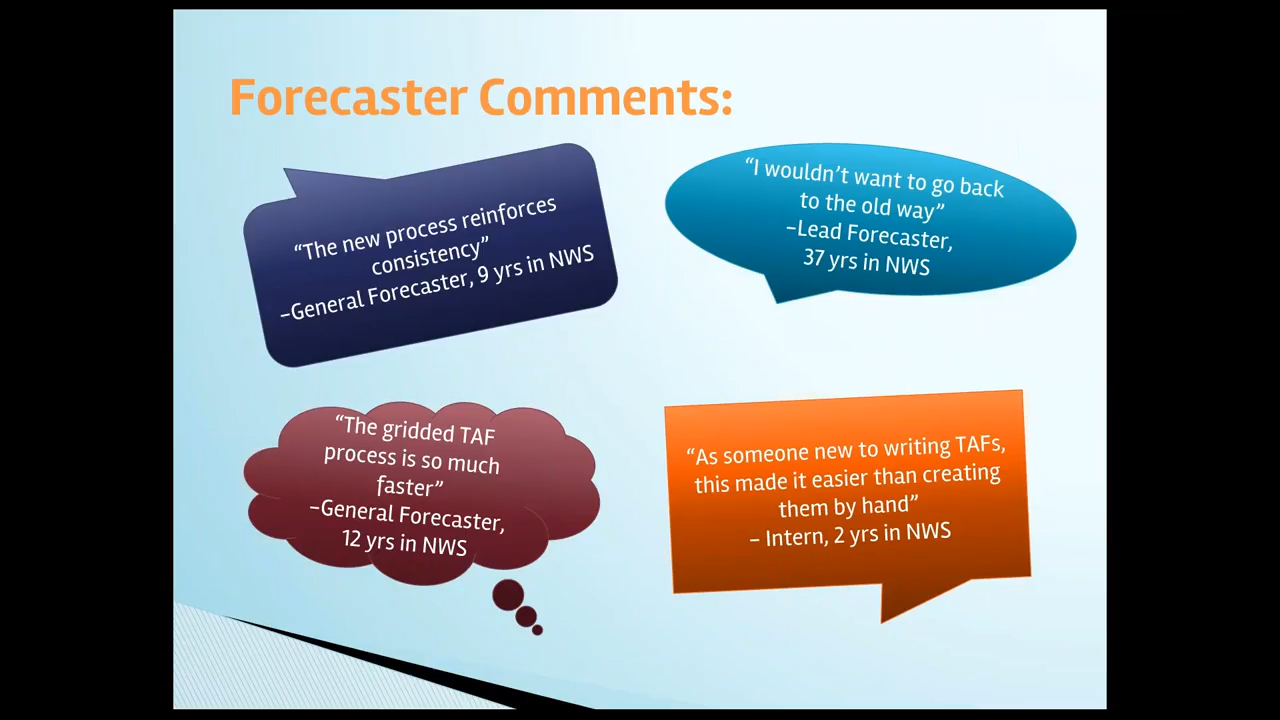 Forecaster Comments:
“The new process reinforces
consistency”
–General Forecaster, 9 yrs in NWS
“I wouldn’t want to go back
to the old way”
–Lead Forecaster,
37 yrs in NWS
“The gridded TAF
process is so much
faster”
–General Forecaster,
12 yrs in NWS
“As someone new to writing TAFs,
this made it easier than creating
them by hand”
– Intern, 2 yrs in NWS